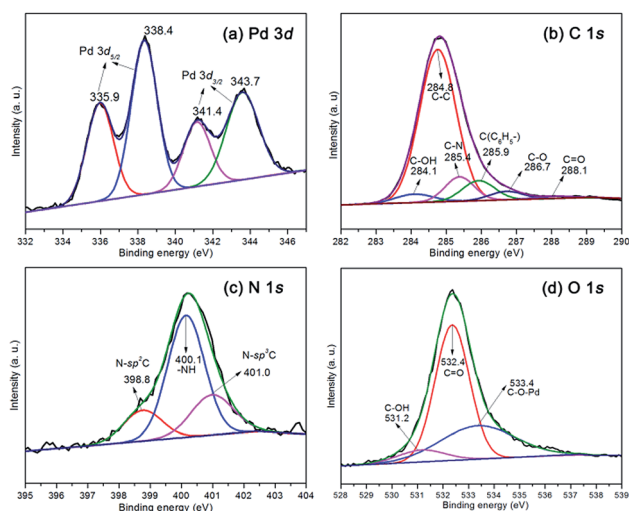 (a) Pd 3d
338.4
Pd 3d5/2
335.9
Pd 3d3/2
343.7
341.4
Intensity (a. u.)
332 334 336 338 340 342 344 346
Binding energy (eV)
(b) C 1s
284.8
C-C
C-OH
284.1
C-N
285.4
C(C6H5-)
285.9
C-O
286.7
C=O
288.1
Intensity (a. u.)
282 283 284 285 286 287 288 289 290
Binding energy (eV)
(c) N 1s
N-sp2C
398.8
400.1
-NH
N-sp3C
401.0
Intensity (a. u.)
395 396 397 398 399 400 401 402 403 404
Binding energy (eV)
(d) O 1s
532.4
C=O
C-OH
531.2
533.4
C-O-Pd
Intensity (a. u.)
528 529 530 531 532 533 534 535 536 537 538 539
Binding energy (eV)